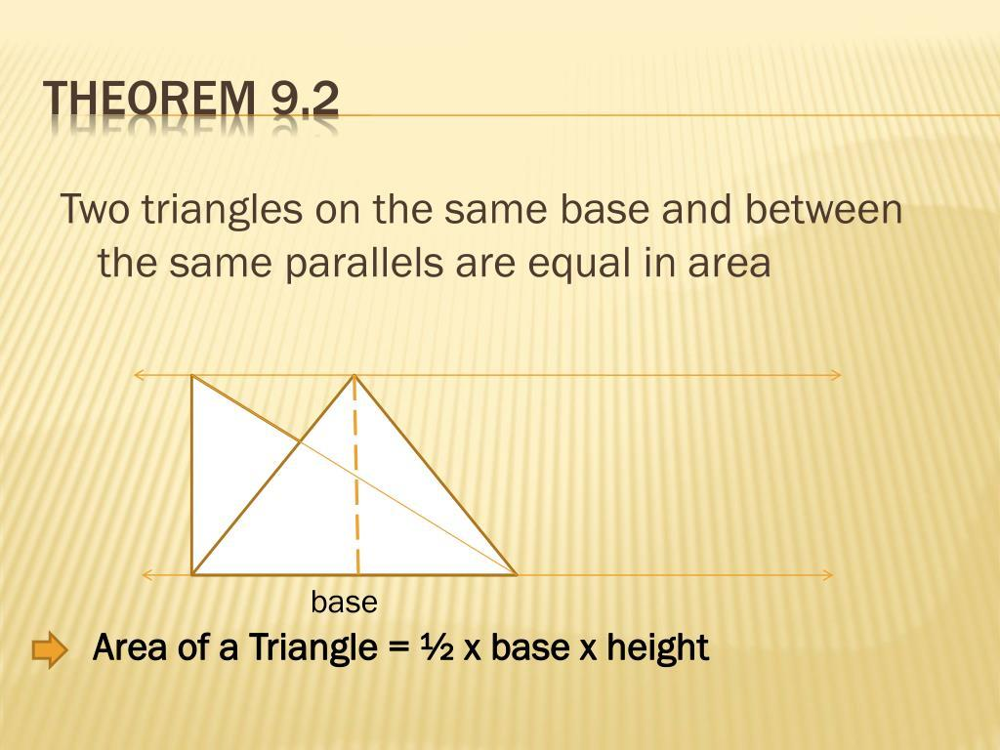 THEOREM 9.2
Two triangles on the same base and between
the same parallels are equal in area
base
Area of a Triangle = ½ x base x height